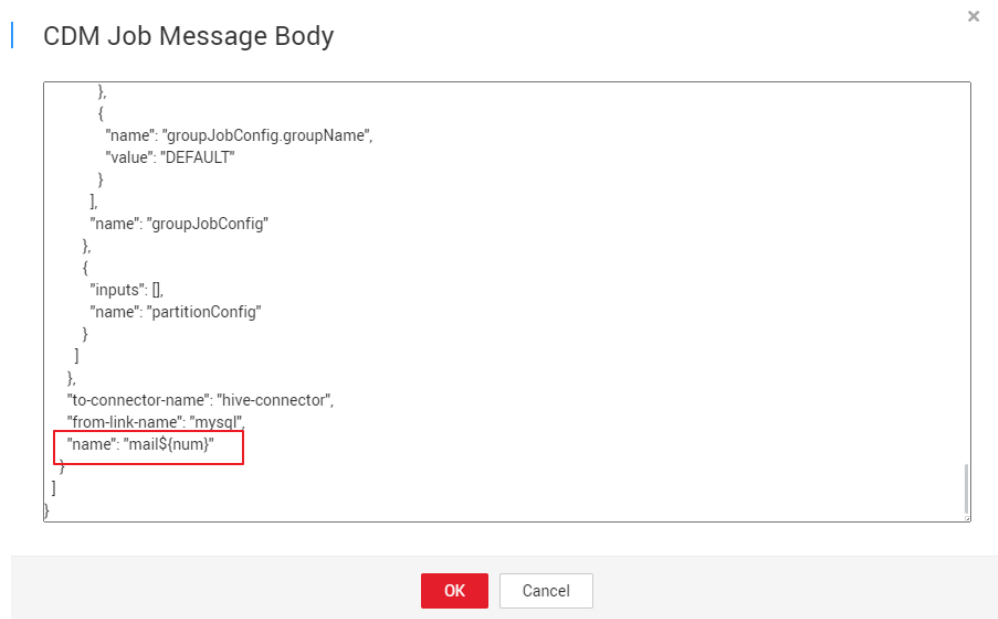 ×
CDM Job Message Body
},
{
"name": "groupJobConfig.groupName",
"value": "DEFAULT"
}
],
"name": "groupJobConfig"
},
{
"inputs": [],
"name": "partitionConfig"
}
]
},
"to-connector-name": "hive-connector",
"from-link-name": "mysql",
"name": "mail${num}"
}
]
}
OK Cancel